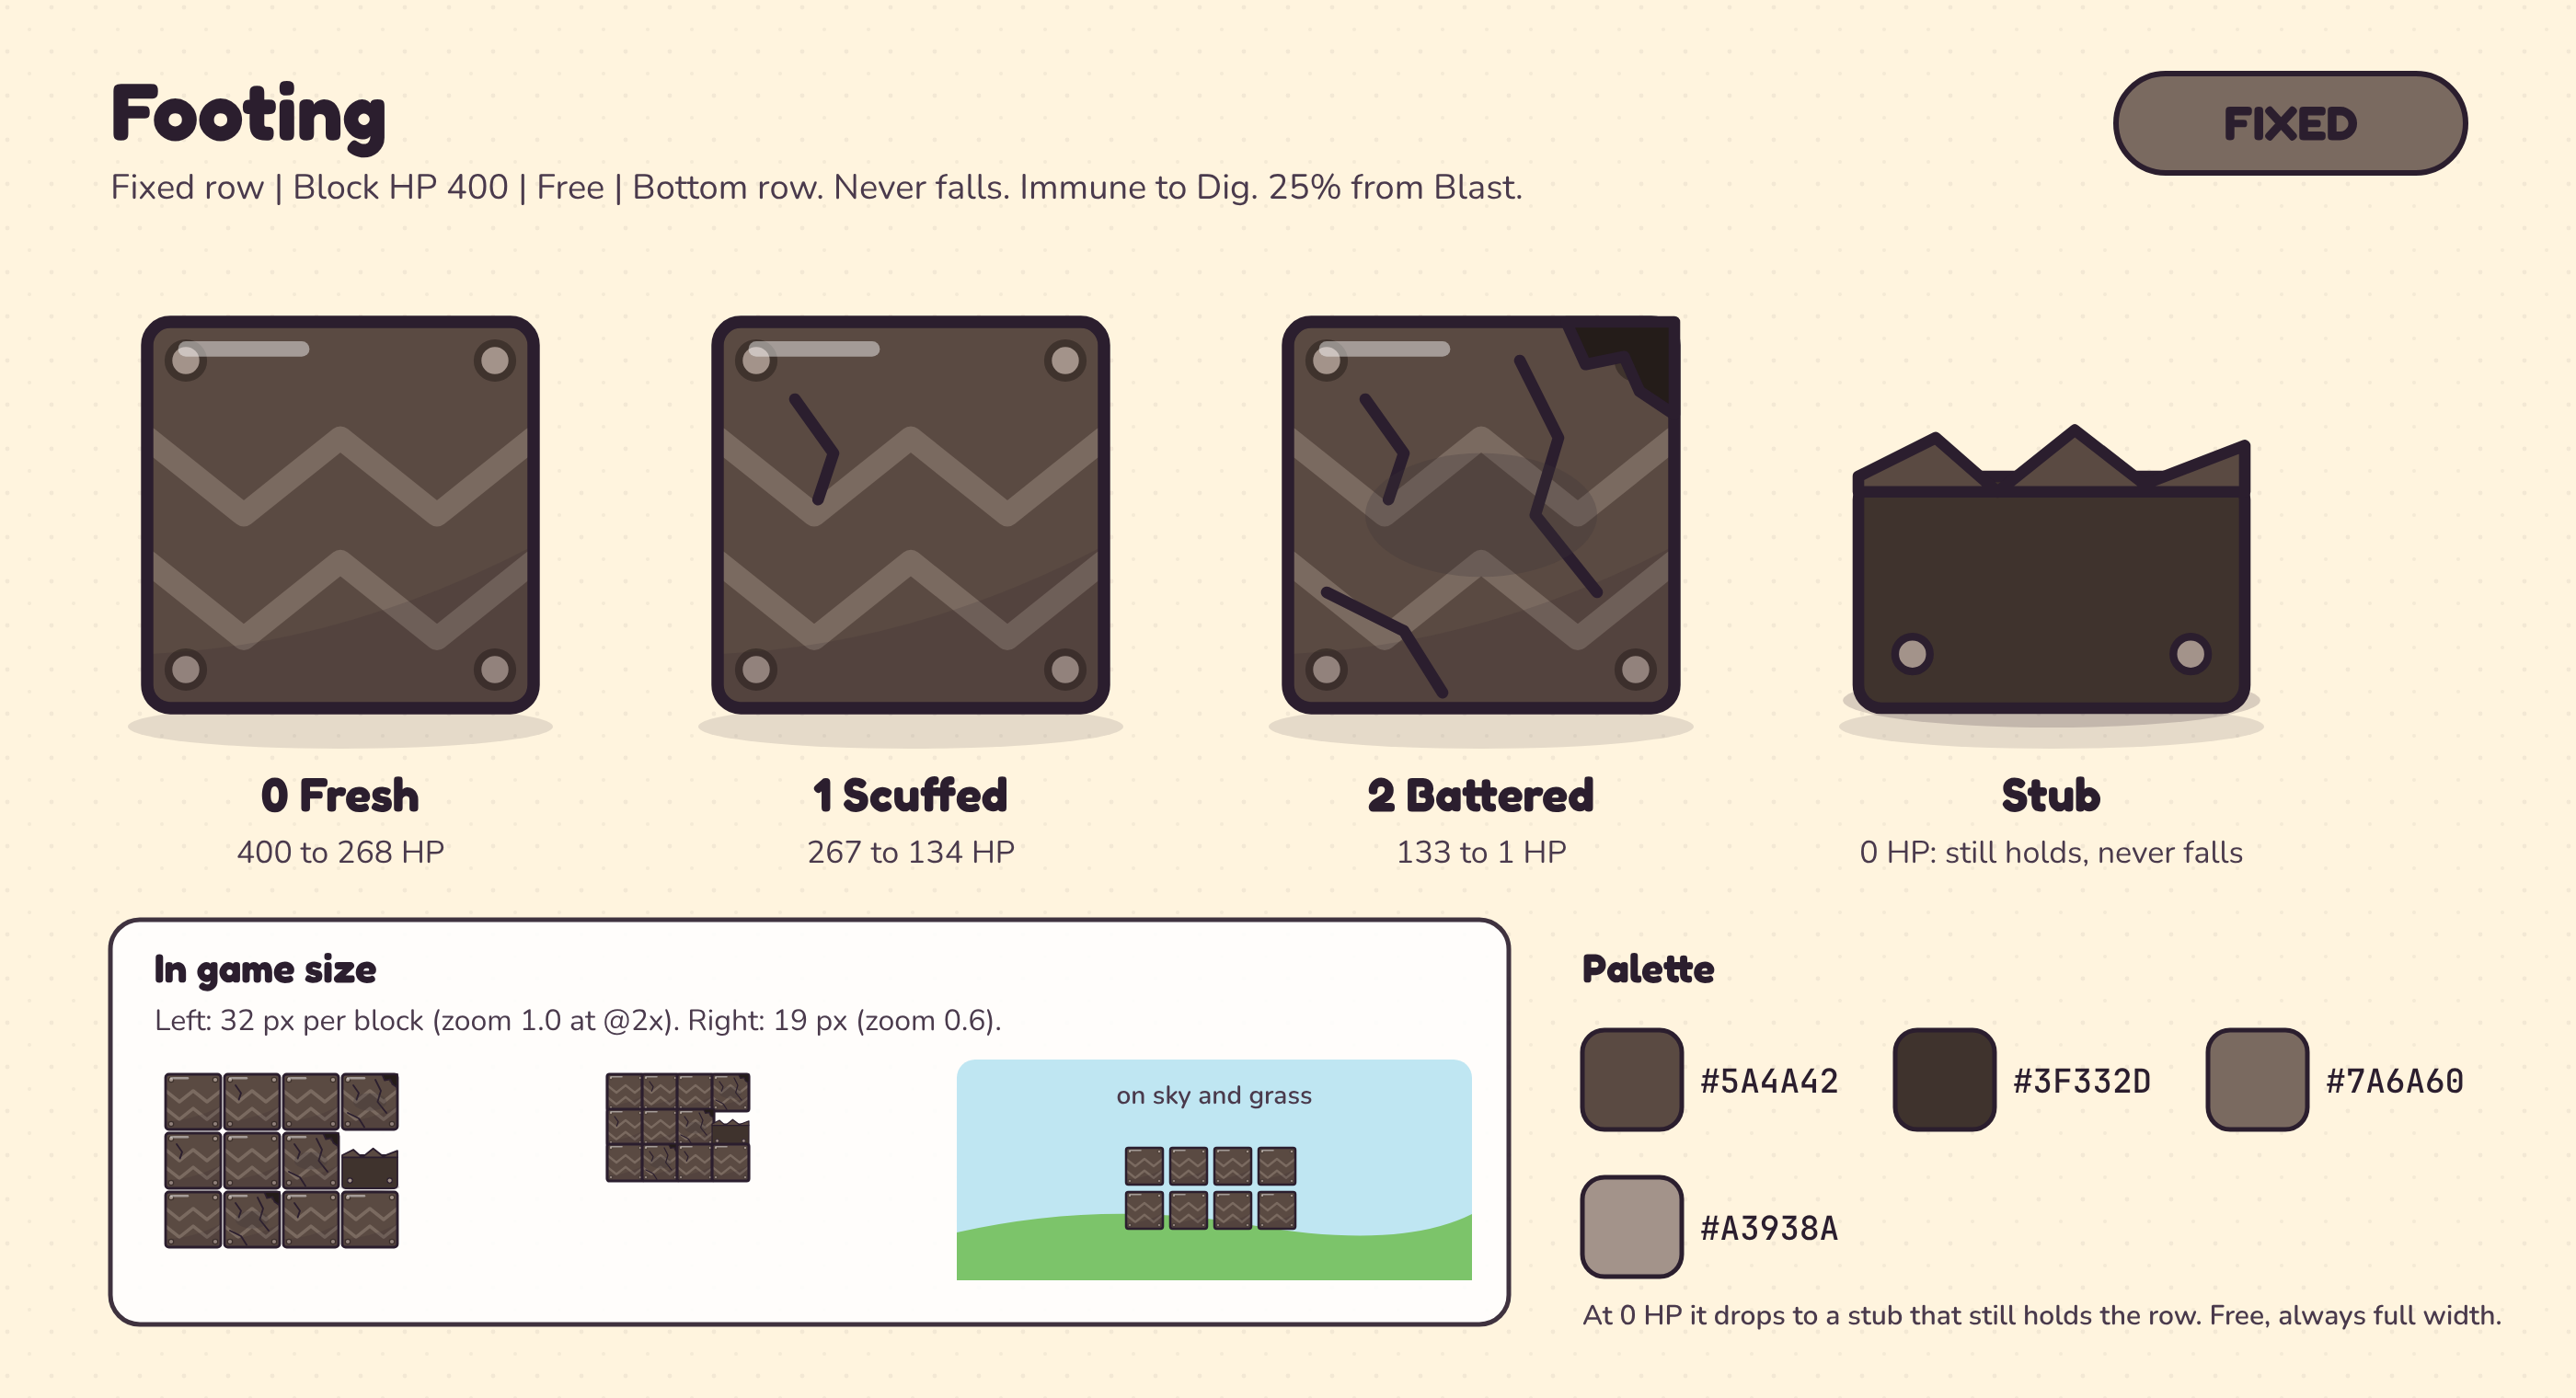 Footing
FIXED
Fixed row | Block HP 400 | Free | Bottom row. Never falls. Immune to Dig. 25% from Blast.
0 Fresh
400 to 268 HP
1 Scuffed
267 to 134 HP
2 Battered
133 to 1 HP
Stub
0 HP: still holds, never falls
In game size
Left: 32 px per block (zoom 1.0 at @2x). Right: 19 px (zoom 0.6).
on sky and grass
Palette
#5A4A42
#3F332D
#7A6A60
#A3938A
At 0 HP it drops to a stub that still holds the row. Free, always full width.